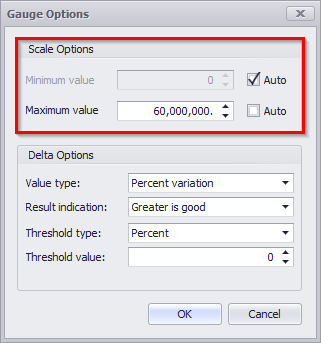 Gauge Options
Scale Options
Minimum value 0 Auto
Maximum value 60,000,000. Auto
Delta Options
Value type: Percent variation
Result indication: Greater is good
Threshold type: Percent
Threshold value: 0
OK Cancel